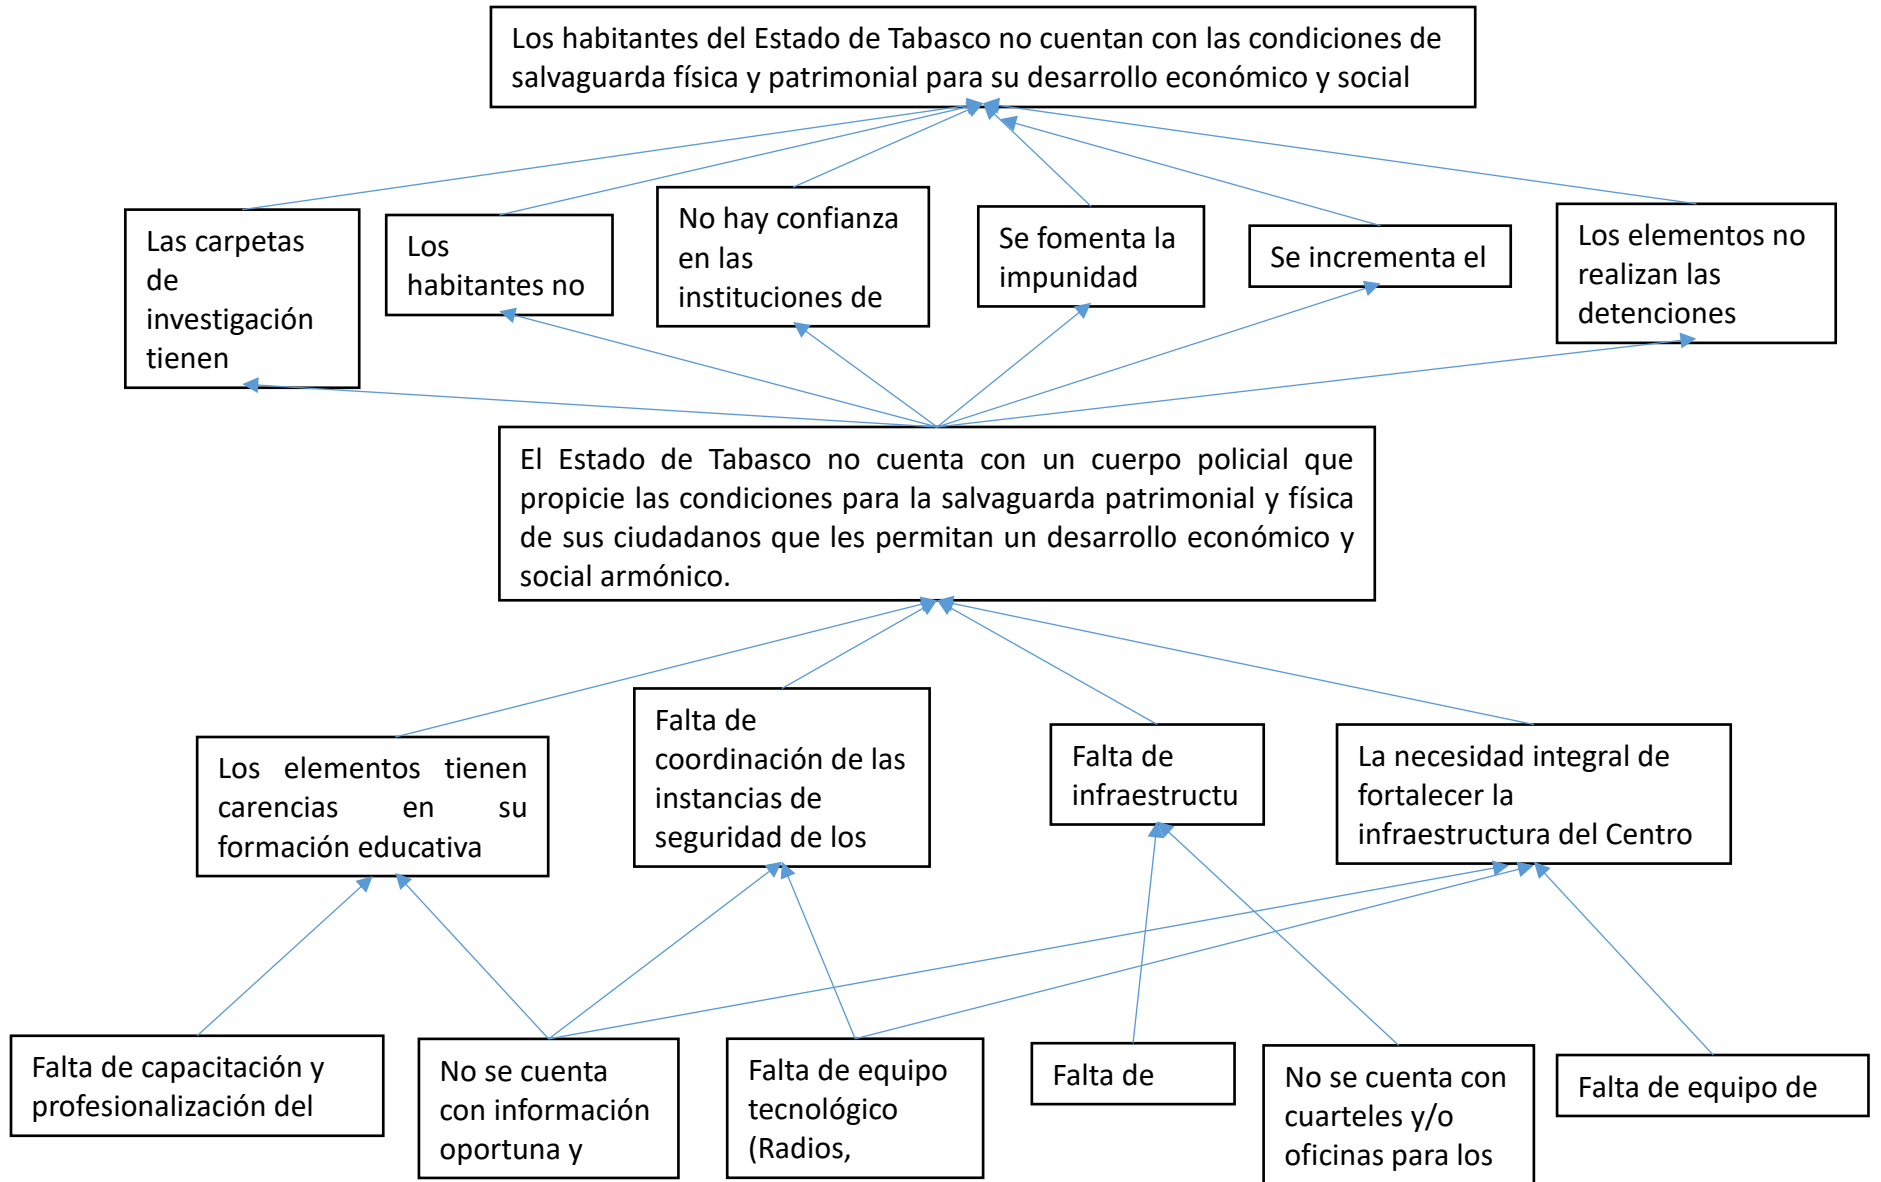 Los habitantes del Estado de Tabasco no cuentan con las condiciones de
salvaguarda física y patrimonial para su desarrollo económico y social
Las carpetas
de
investigación
tienen
Los
habitantes no
No hay confianza
en las
instituciones de
Se fomenta la
impunidad
Se incrementa el
Los elementos no
realizan las
detenciones
El Estado de Tabasco no cuenta con un cuerpo policial que
propicie las condiciones para la salvaguarda patrimonial y física
de sus ciudadanos que les permitan un desarrollo económico y
social armónico.
Los elementos tienen
carencias en su
formación educativa
Falta de
coordinación de las
instancias de
seguridad de los
Falta de
infraestructu
La necesidad integral de
fortalecer la
infraestructura del Centro
Falta de capacitación y
profesionalización del
No se cuenta
con información
oportuna y
Falta de equipo
tecnológico
(Radios,
Falta de
No se cuenta con
cuarteles y/o
oficinas para los
Falta de equipo de